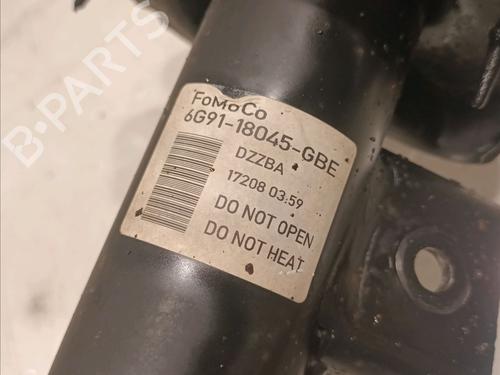 B-PARTS
FoMoCo
6G91-18045-GBE
DZZBA
17208 03:59
DO NOT OPEN
DO NOT HEAT